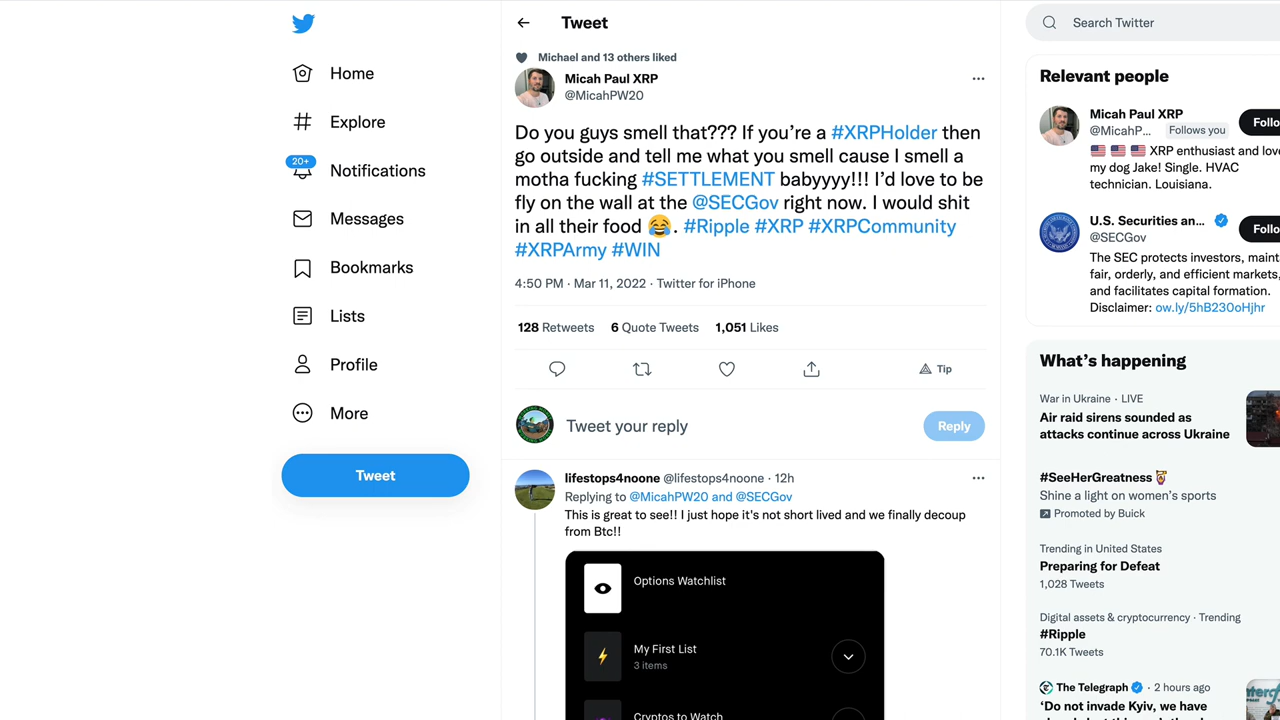 Home
Explore
20+
Notifications
Messages
Bookmarks
Lists
Profile
More
Tweet
Tweet
Michael and 13 others liked
Micah Paul XRP
@MicahPW20
Do you guys smell that??? If you're a #XRPHolder then
go outside and tell me what you smell cause I smell a
motha fucking #SETTLEMENT babyyyy!!! I'd love to be
fly on the wall at the @SECGov right now. I would shit
in all their food 😂. #Ripple #XRP #XRPCommunity
#XRPArmy #WIN
4:50 PM · Mar 11, 2022 · Twitter for iPhone
128 Retweets 6 Quote Tweets 1,051 Likes
Tip
Tweet your reply
Reply
lifestops4noone @lifestops4noone · 12h
Replying to @MicahPW20 and @SECGov
This is great to see!! I just hope it's not short lived and we finally decoup
from Btc!!
Options Watchlist
My First List
3 items
Cryptos to Watch
Search Twitter
Relevant people
Micah Paul XRP
@MicahP... Follows you
Follo
🇺🇸 🇺🇸 🇺🇸 XRP enthusiast and love
my dog Jake! Single. HVAC
technician. Louisiana.
U.S. Securities an...
@SECGov
Follo
The SEC protects investors, maint
fair, orderly, and efficient markets,
and facilitates capital formation.
Disclaimer: ow.ly/5hB230oHjhr
What's happening
War in Ukraine · LIVE
Air raid sirens sounded as
attacks continue across Ukraine
#SeeHerGreatness
Shine a light on women's sports
Promoted by Buick
Trending in United States
Preparing for Defeat
1,028 Tweets
Digital assets & cryptocurrency · Trending
#Ripple
70.1K Tweets
The Telegraph · 2 hours ago
'Do not invade Kyiv, we have